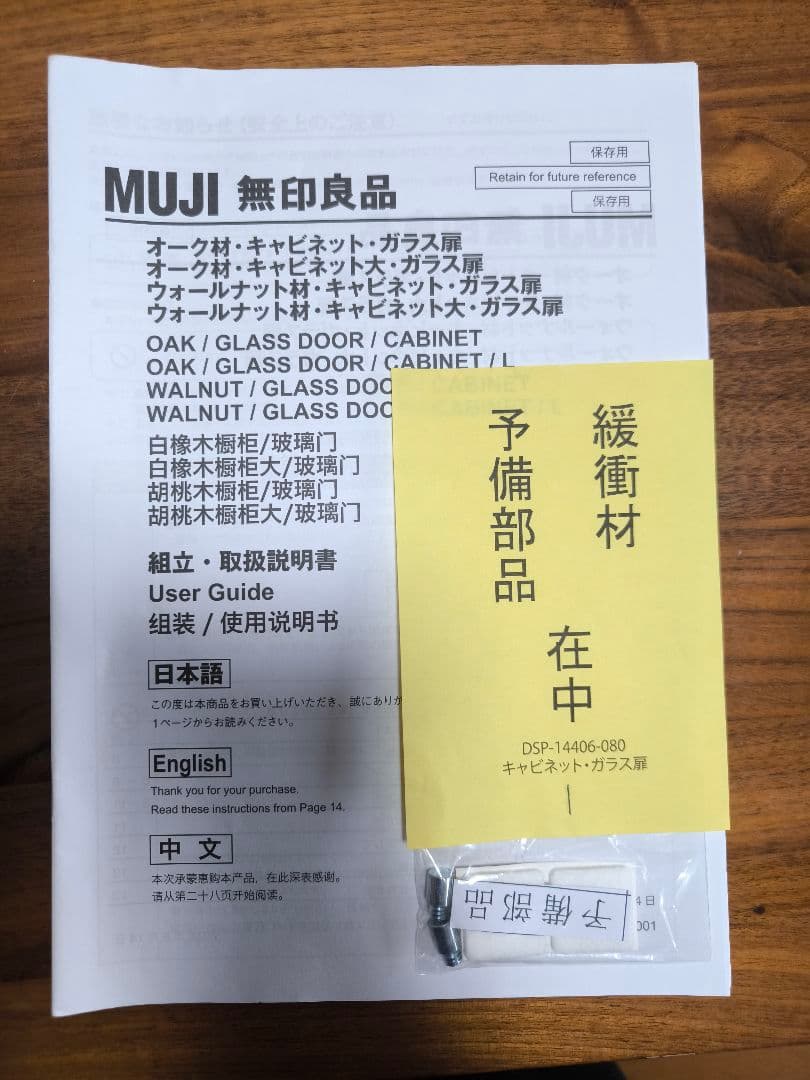 保存用
Retain for future reference
保存用
MUJI 無印良品
オーク材・キャビネット・ガラス扉
オーク材・キャビネット大・ガラス扉
ウォールナット材・キャビネット・ガラス扉
ウォールナット材・キャビネット大・ガラス扉
OAK / GLASS DOOR / CABINET
OAK / GLASS DOOR / CABINET / L
WALNUT / GLASS DOO
WALNUT / GLASS DOO
白橡木橱柜/玻璃门
白橡木橱柜大/玻璃门
胡桃木橱柜/玻璃门
胡桃木橱柜大/玻璃门
組立・取扱説明書
User Guide
组装 / 使用说明书
日本語
この度は本商品をお買い上げいただき、誠にありが
1ページからお読みください。
English
Thank you for your purchase.
Read these instructions from Page 14.
中文
本次承蒙惠购本产品，在此深表感谢。
请从第二十八页开始阅读。
緩衝材
予備部品
在中
DSP-14406-080
キャビネット・ガラス扉
予備部品
4日
001